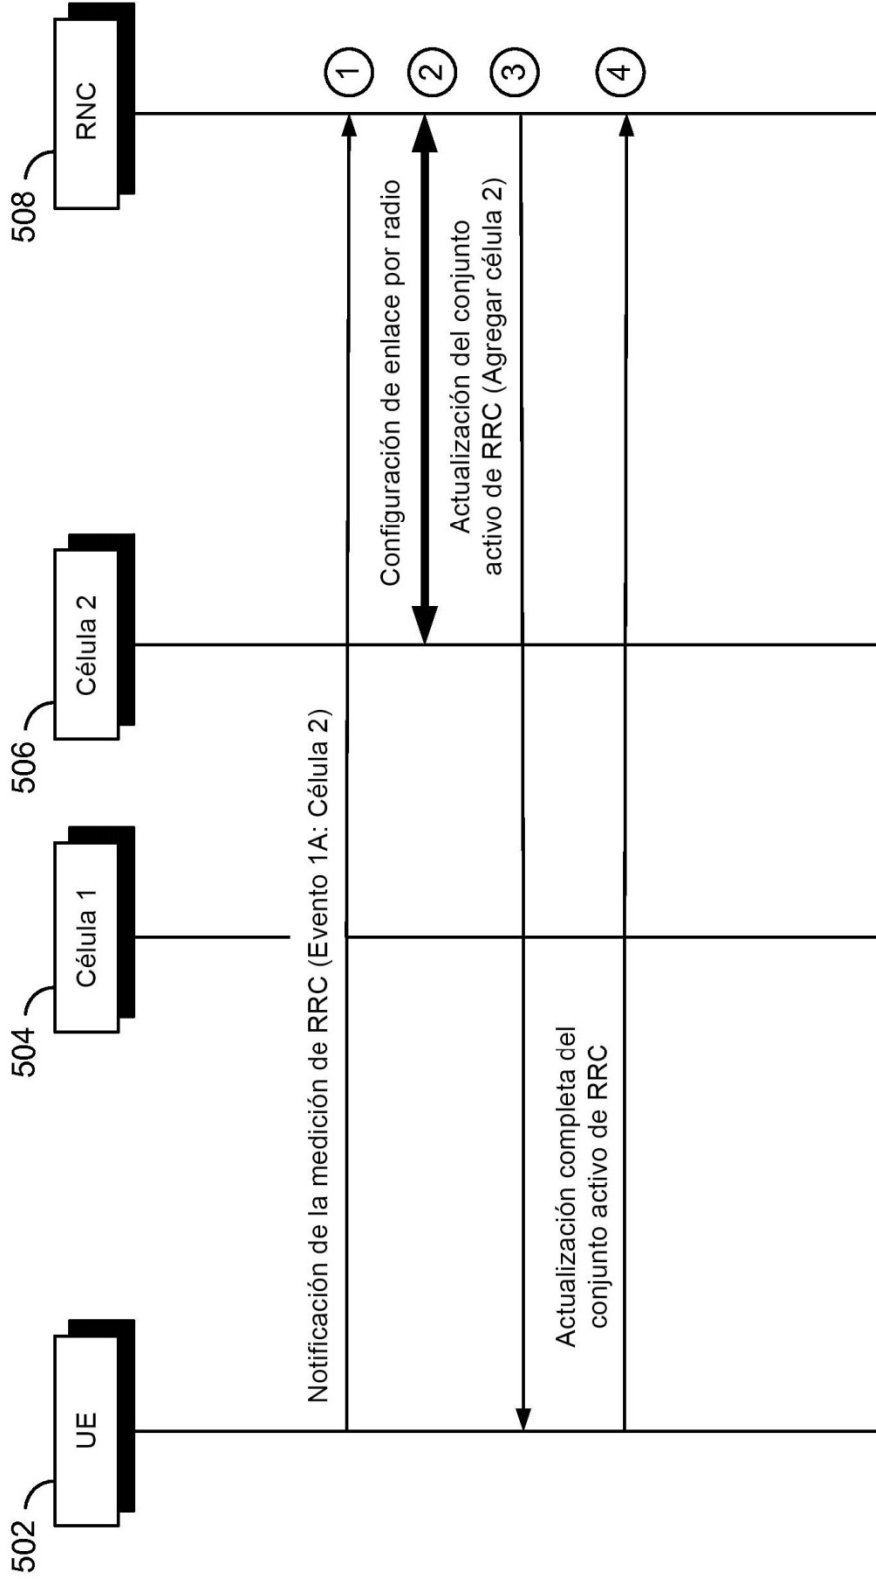 502
504
506
508
UE
Célula 1
Célula 2
RNC
Notificación de la medición de RRC (Evento 1A: Célula 2)
1
Configuración de enlace por radio
2
Actualización del conjunto
activo de RRC (Agregar célula 2)
3
Actualización completa del
conjunto activo de RRC
4